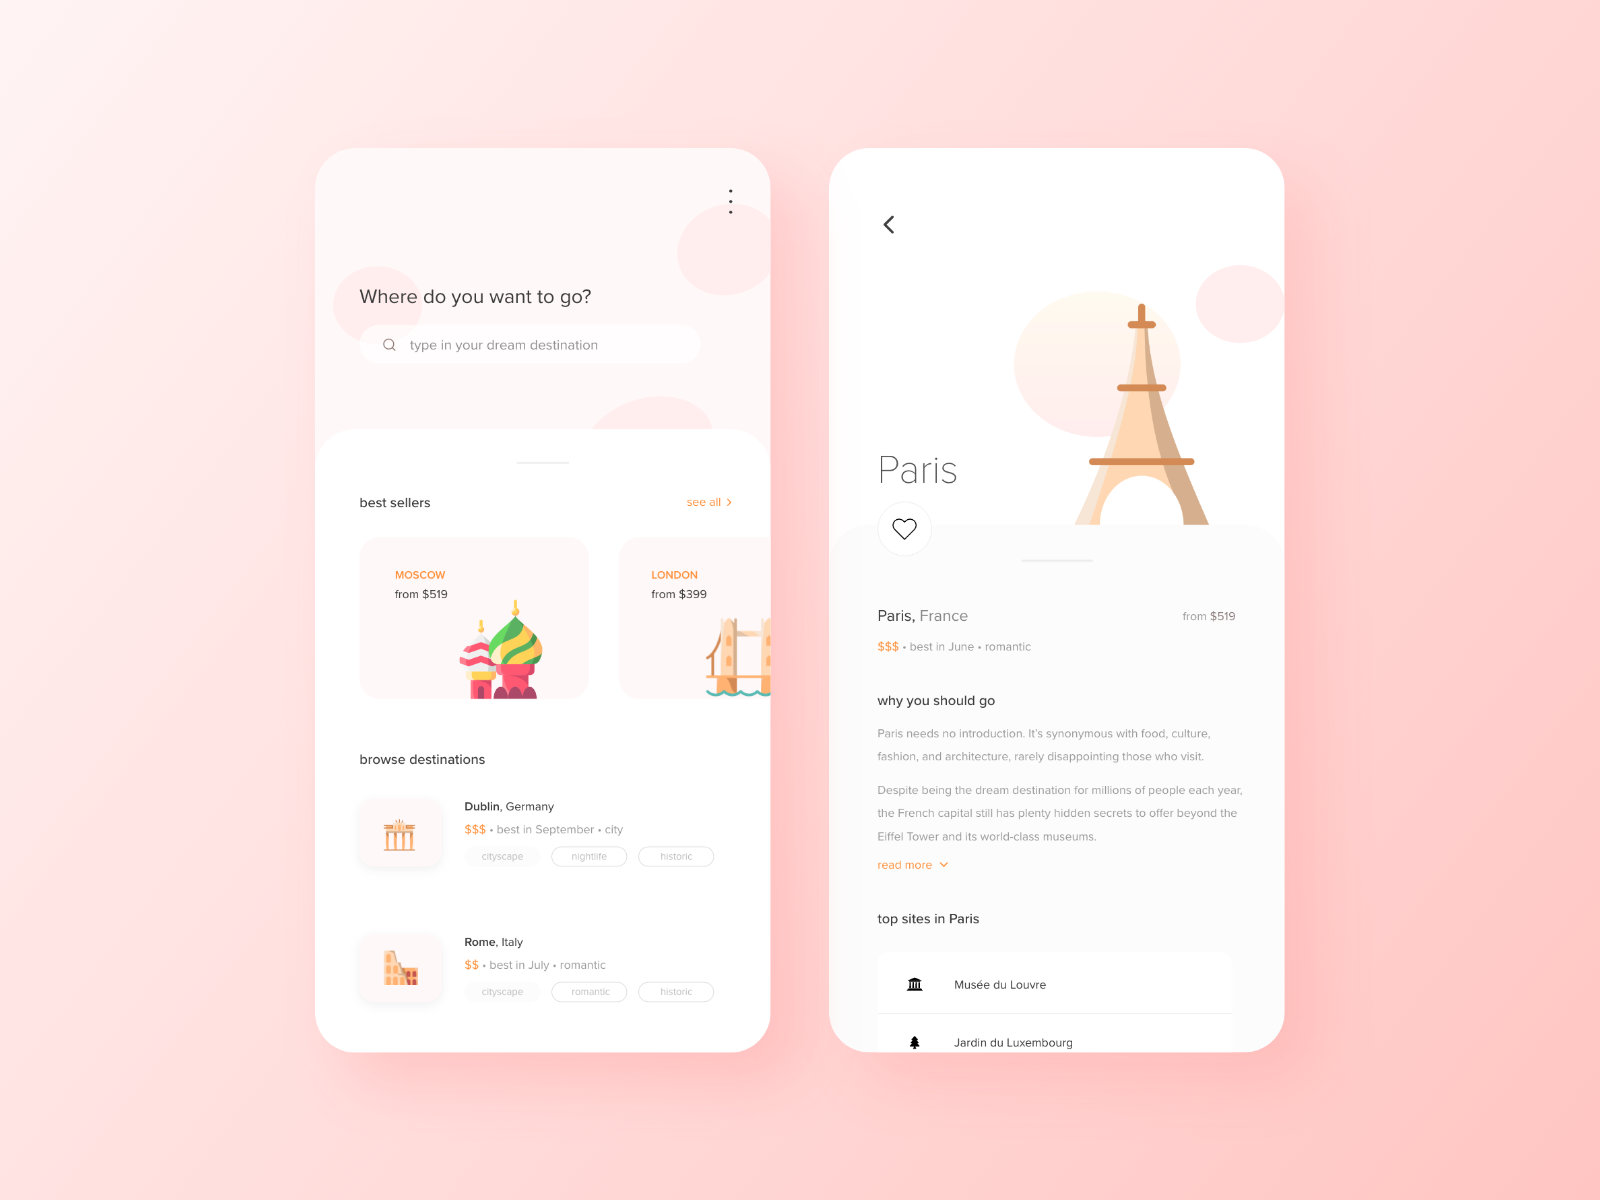 Where do you want to go?
type in your dream destination
best sellers
see all
MOSCOW
from $519
LONDON
from $399
browse destinations
Dublin, Germany
$$$ • best in September • city
cityscape
nightlife
historic
Rome, Italy
$$ • best in July • romantic
cityscape
romantic
historic
Paris
Paris, France
from $519
$$$ • best in June • romantic
why you should go
Paris needs no introduction. It's synonymous with food, culture,
fashion, and architecture, rarely disappointing those who visit.
Despite being the dream destination for millions of people each year,
the French capital still has plenty hidden secrets to offer beyond the
Eiffel Tower and its world-class museums.
read more
top sites in Paris
Musée du Louvre
Jardin du Luxembourg